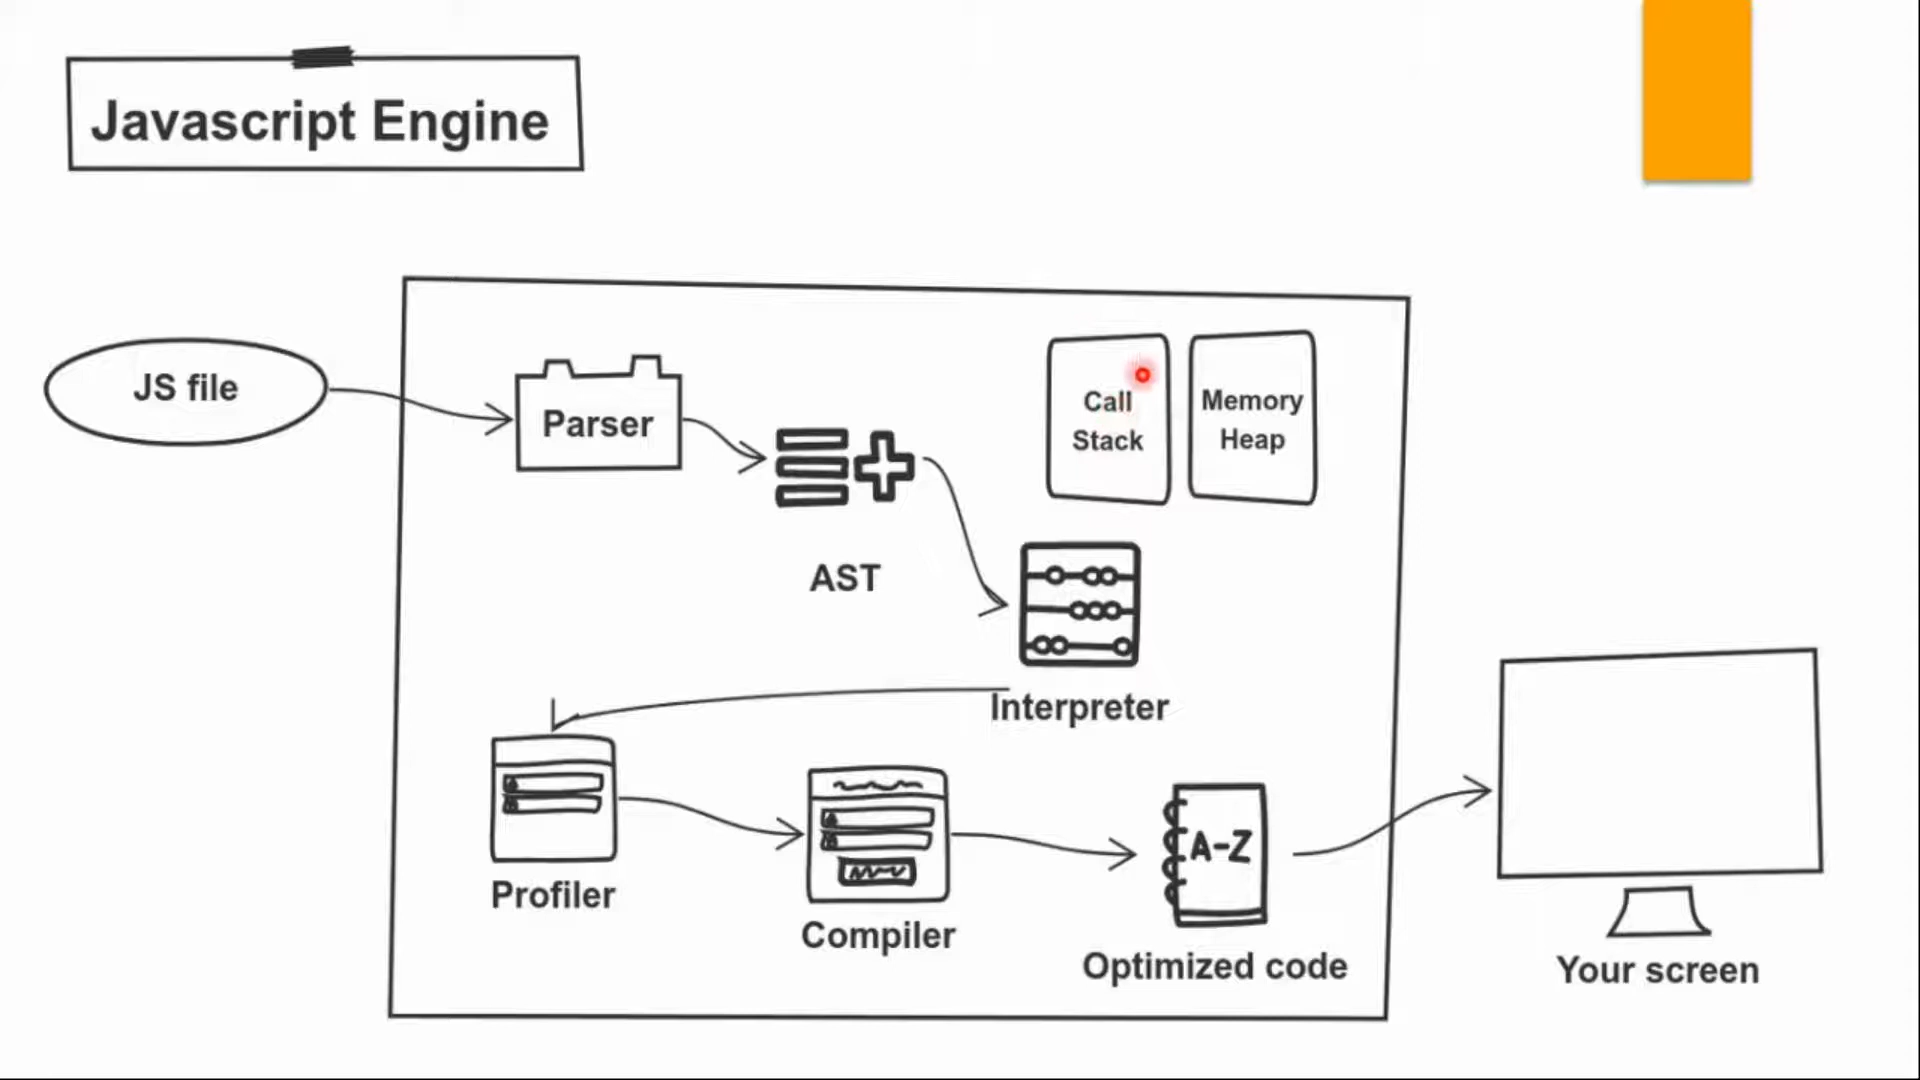 Javascript Engine
JS file
Parser
AST
Call
Stack
Memory
Heap
Interpreter
Profiler
Compiler
A-Z
Optimized code
Your screen